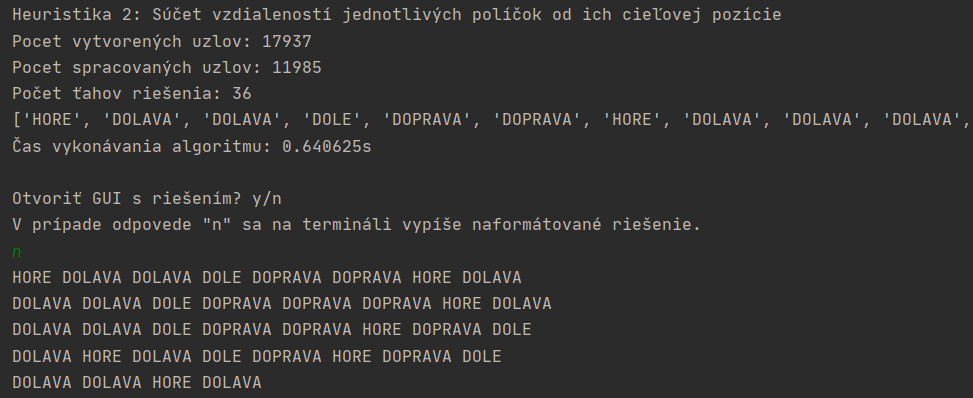 Heuristika 2: Súčet vzdialeností jednotlivých políčok od ich cieľovej pozície
Pocet vytvorených uzlov: 17937
Pocet spracovaných uzlov: 11985
Počet ťahov riešenia: 36
['HORE', 'DOLAVA', 'DOLAVA', 'DOLE', 'DOPRAVA', 'DOPRAVA', 'HORE', 'DOLAVA', 'DOLAVA', 'DOLAVA',
Čas vykonávania algoritmu: 0.640625s
Otvoriť GUI s riešením? y/n
V prípade odpovede "n" sa na termináli vypíše naformátované riešenie.
n
HORE DOLAVA DOLAVA DOLE DOPRAVA DOPRAVA HORE DOLAVA
DOLAVA DOLAVA DOLE DOPRAVA DOPRAVA DOPRAVA HORE DOLAVA
DOLAVA DOLAVA DOLE DOPRAVA DOPRAVA HORE DOPRAVA DOLE
DOLAVA HORE DOLAVA DOLE DOPRAVA HORE DOPRAVA DOLE
DOLAVA DOLAVA HORE DOLAVA